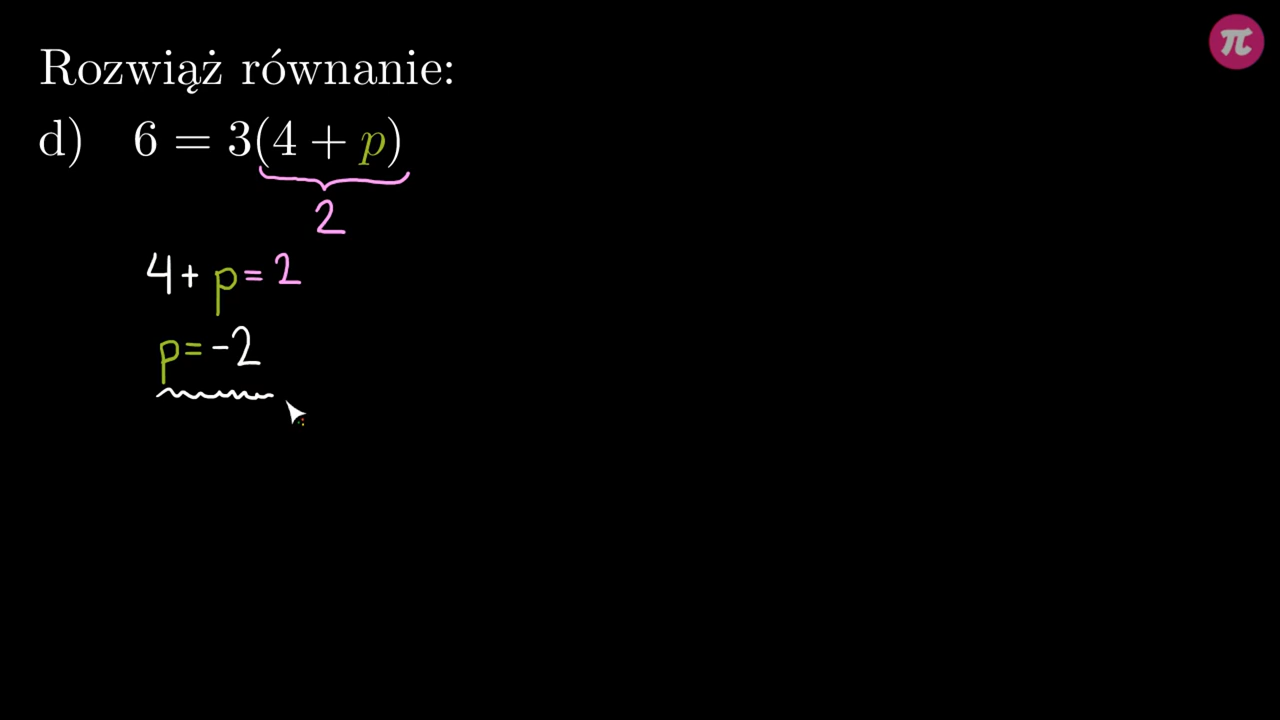 Rozwiąż równanie:
d) 6 = 3(4 + p)
2
4+ p = 2
p = -2
π